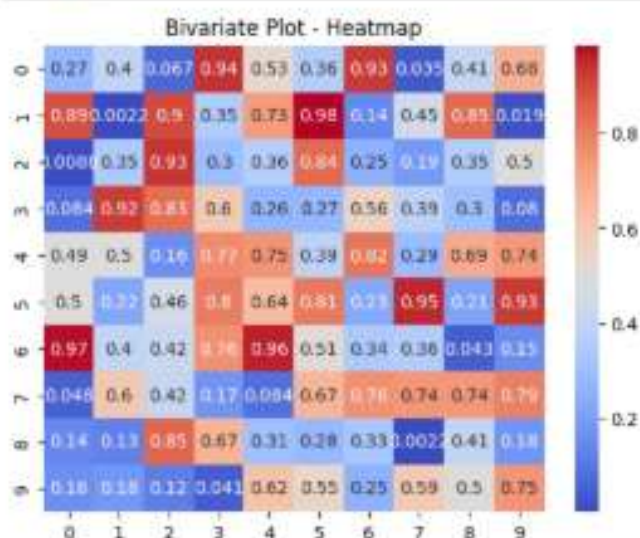 Bivariate Plot - Heatmap
0 0.27 0.4 0.067 0.94 0.53 0.36 0.93 0.035 0.41 0.68
1 0.89 0.0022 0.9 0.35 0.73 0.98 0.14 0.45 0.85 0.019
2 0.35 0.93 0.3 0.36 0.84 0.25 0.19 0.35 0.5
3 0.084 0.92 0.83 0.6 0.26 0.27 0.56 0.39 0.3 0.08
4 0.49 0.5 0.16 0.77 0.75 0.39 0.82 0.29 0.69 0.74
5 0.5 0.22 0.46 0.8 0.64 0.81 0.23 0.95 0.21 0.93
6 0.97 0.4 0.42 0.76 0.96 0.51 0.34 0.36 0.043 0.15
7 0.048 0.6 0.42 0.17 0.084 0.67 0.76 0.74 0.74 0.79
8 0.14 0.13 0.85 0.67 0.31 0.28 0.33 0.0022 0.41 0.18
9 0.16 0.18 0.12 0.041 0.62 0.55 0.25 0.59 0.5 0.75
0 1 2 3 4 5 6 7 8 9
0.8
0.6
0.4
0.2